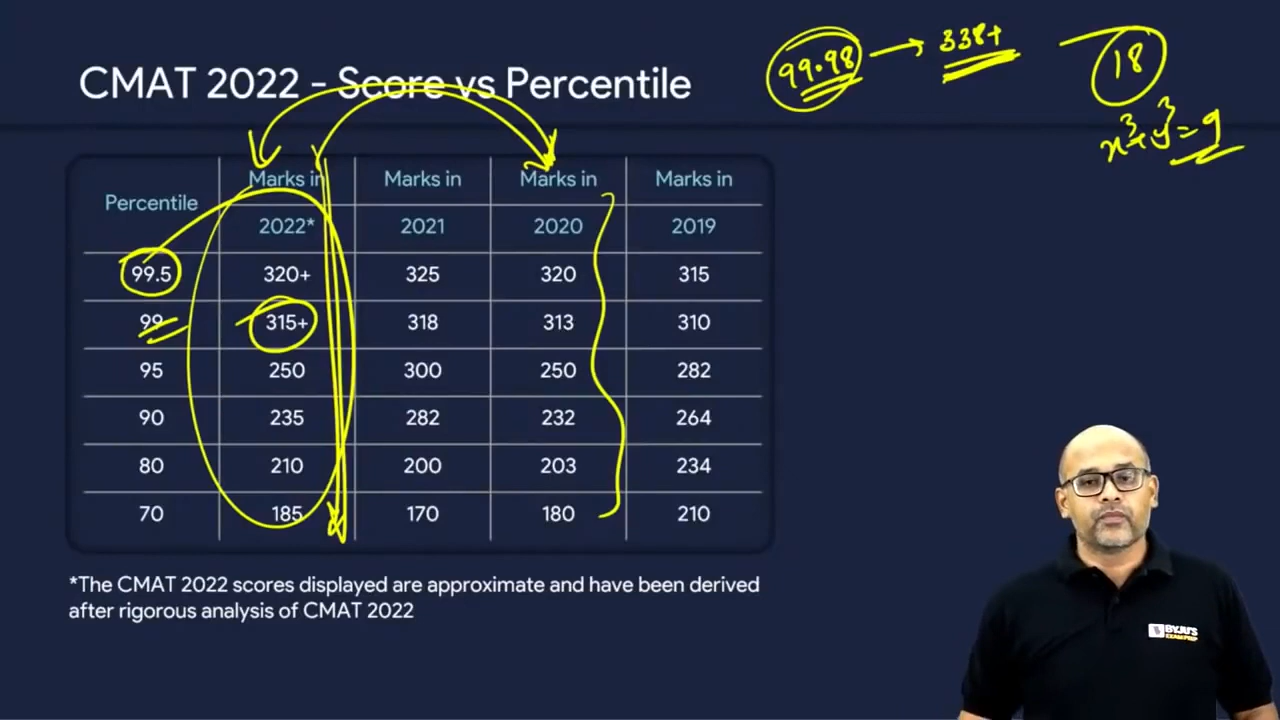 99.98 → 338+ 18
x³+y³=9
CMAT 2022 - Score vs Percentile
Percentile Marks in 2022* Marks in 2021 Marks in 2020 Marks in 2019
99.5 320+ 325 320 315
99 315+ 318 313 310
95 250 300 250 282
90 235 282 232 264
80 210 200 203 234
70 185 170 180 210
*The CMAT 2022 scores displayed are approximate and have been derived
after rigorous analysis of CMAT 2022
BYJU'S
EXAM PREP